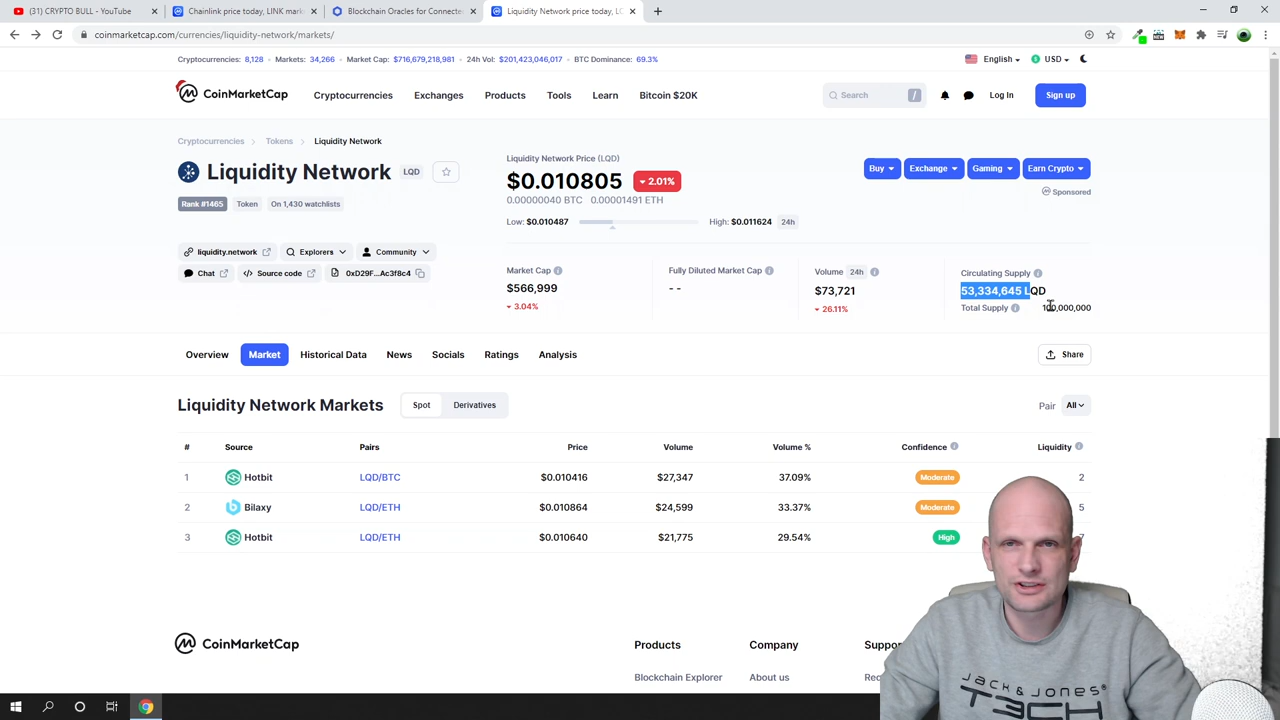 (31) CRYPTO BULL - YouTube
Chainlink price today, LINK mark
Blockchain Oracles for Connecte
Liquidity Network price today, L
coinmarketcap.com/currencies/liquidity-network/markets/
Cryptocurrencies: 8,128 Markets: 34,266 Market Cap: $716,679,218,981 24h Vol: $201,423,046,017 BTC Dominance: 69.3%
English USD
CoinMarketCap
Cryptocurrencies Exchanges Products Tools Learn Bitcoin $20K
Search / Log In Sign up
Cryptocurrencies Tokens Liquidity Network
Liquidity Network LQD
Rank #1465 Token On 1,430 watchlists
liquidity.network Explorers Community
Chat Source code 0xD29F...Ac3f8c4
Liquidity Network Price (LQD)
$0.010805 2.01%
0.00000040 BTC 0.00001491 ETH
Low: $0.010487 High: $0.011624 24h
Buy Exchange Gaming Earn Crypto
Sponsored
Market Cap
$566,999
3.04%
Fully Diluted Market Cap
- -
Volume 24h
$73,721
26.11%
Circulating Supply
53,334,645 LQD
Total Supply 100,000,000
Overview Market Historical Data News Socials Ratings Analysis
Share
Liquidity Network Markets Spot Derivatives
Pair All
# Source Pairs Price Volume Volume % Confidence Liquidity
1 Hotbit LQD/BTC $0.010416 $27,347 37.09% Moderate 2
2 Bilaxy LQD/ETH $0.010864 $24,599 33.37% Moderate 5
3 Hotbit LQD/ETH $0.010640 $21,775 29.54% High
CoinMarketCap
Products Company Suppor
Blockchain Explorer About us Rec
JACK & JONES
TECH